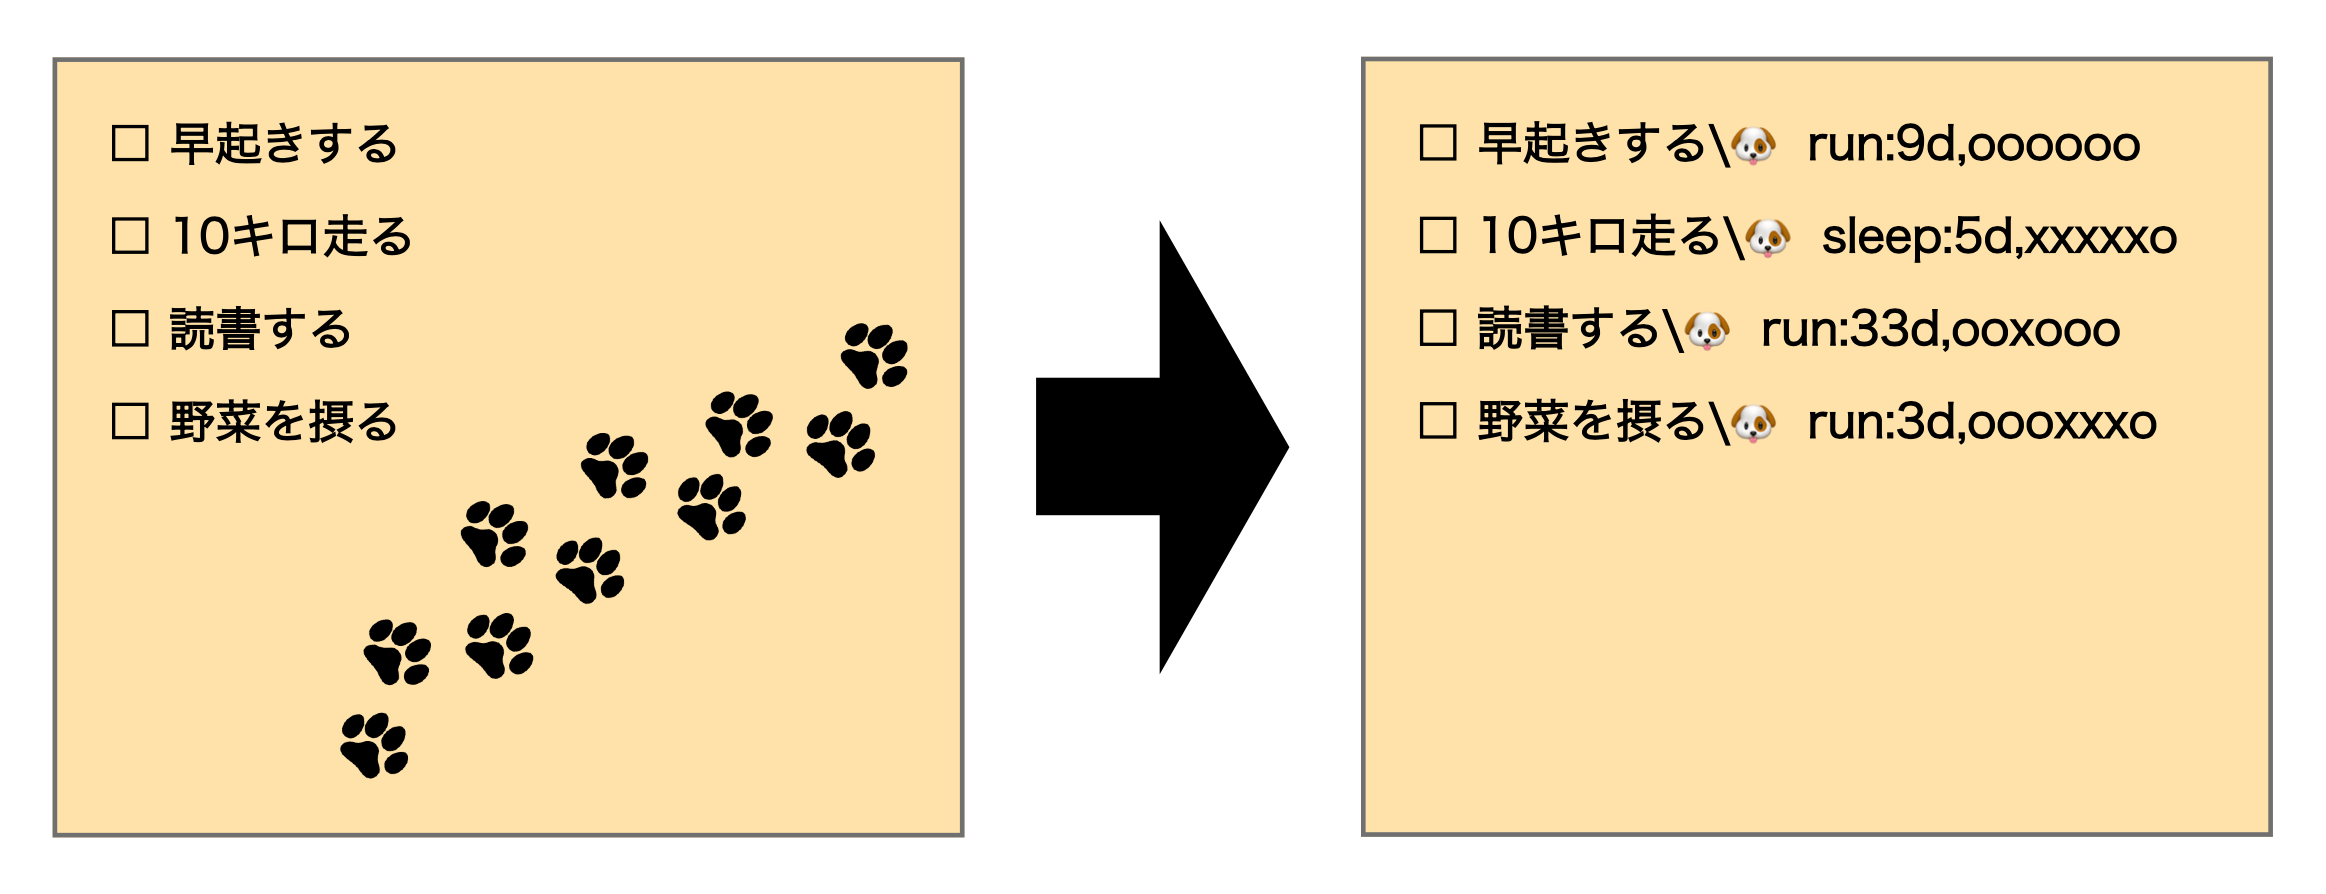 ☐ 早起きする
☐ 10キロ走る
☐ 読書する
☐ 野菜を摂る
☐ 早起きする\🐶 run:9d,oooooo
☐ 10キロ走る\🐶 sleep:5d,xxxxxo
☐ 読書する\🐶 run:33d,ooxooo
☐ 野菜を摂る\🐶 run:3d,oooxxxo